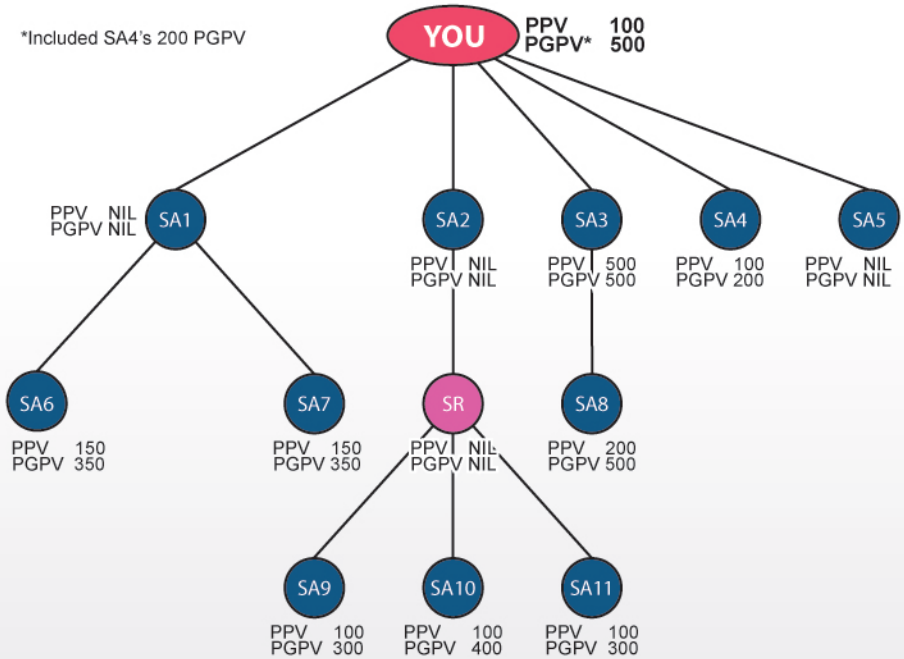 *Included SA4's 200 PGPV
YOU
PPV 100
PGPV* 500
PPV NIL
PGPV NIL
SA1
SA2
SA3
SA4
SA5
PPV NIL
PGPV NIL
PPV 500
PGPV 500
PPV 100
PGPV 200
PPV NIL
PGPV NIL
SA6
SA7
SR
SA8
PPV 150
PGPV 350
PPV 150
PGPV 350
PPV NIL
PGPV NIL
PPV 200
PGPV 500
SA9
SA10
SA11
PPV 100
PGPV 300
PPV 100
PGPV 400
PPV 100
PGPV 300